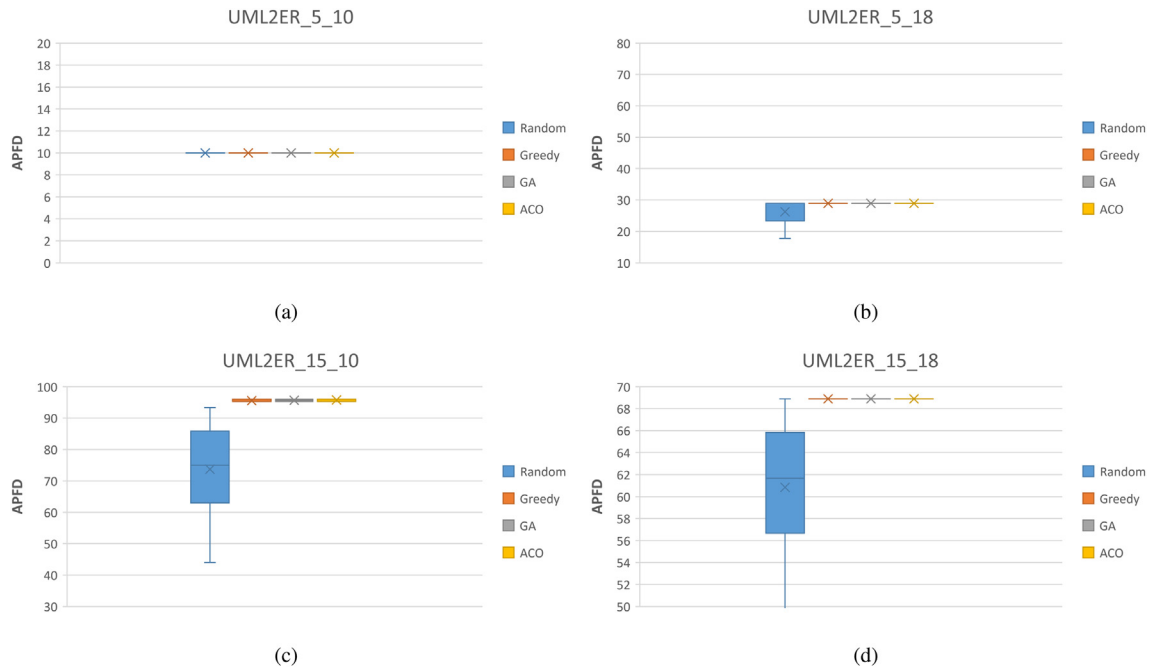 UML2ER_5_10
20
18
16
14
12
10
8
6
4
2
0
APFD
Random
Greedy
GA
ACO
(a)
UML2ER_5_18
80
70
60
50
40
30
20
10
APFD
Random
Greedy
GA
ACO
(b)
UML2ER_15_10
100
90
80
70
60
50
40
30
APFD
Random
Greedy
GA
ACO
(c)
UML2ER_15_18
70
68
66
64
62
60
58
56
54
52
50
APFD
Random
Greedy
GA
ACO
(d)